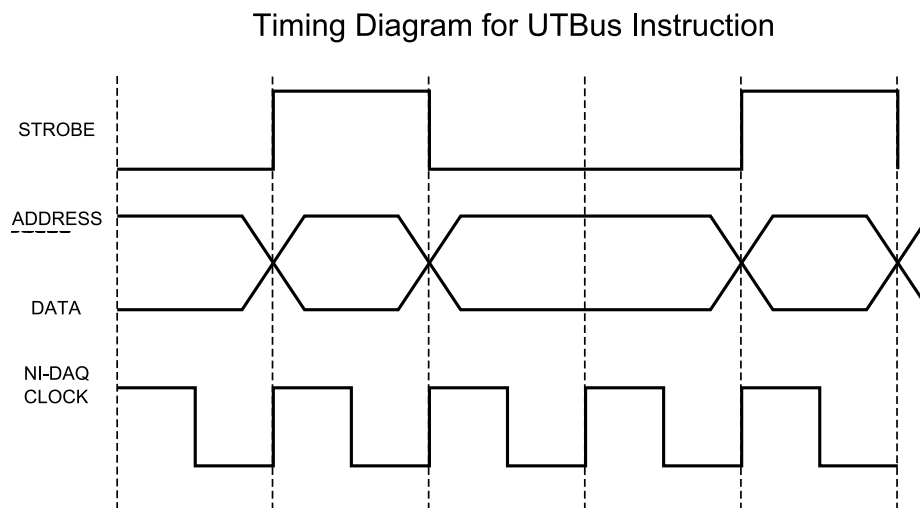 Timing Diagram for UTBus Instruction
STROBE
ADDRESS
DATA
NI-DAQ
CLOCK